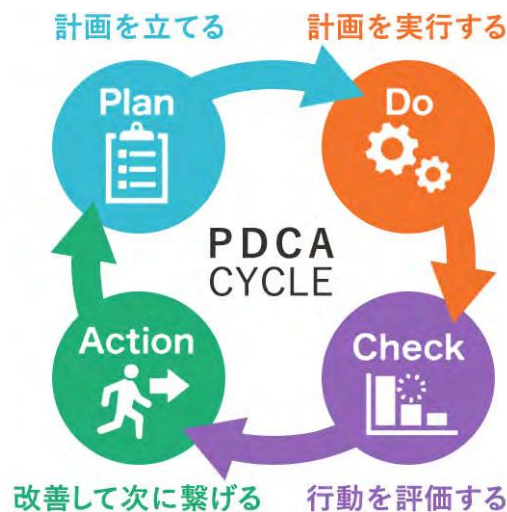 計画を立てる
計画を実行する
Plan
Do
PDCA
CYCLE
Action
Check
改善して次に繋げる
行動を評価する